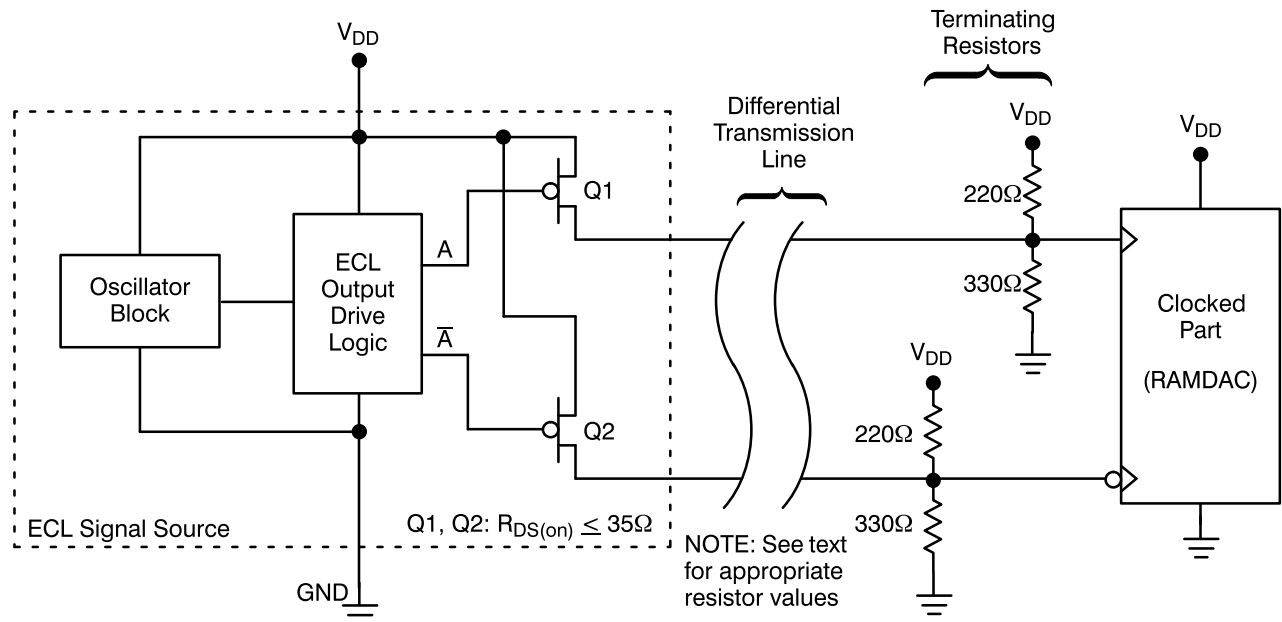 Terminating
Resistors
V_DD
Differential
Transmission
Line
V_DD
V_DD
Q1
220Ω
A
330Ω
ECL
Output
Drive
Logic
Oscillator
Block
Clocked
Part
(RAMDAC)
A̅
V_DD
Q2
220Ω
330Ω
ECL Signal Source
Q1, Q2: R_DS(on) ≤ 35Ω
NOTE: See text
for appropriate
resistor values
GND